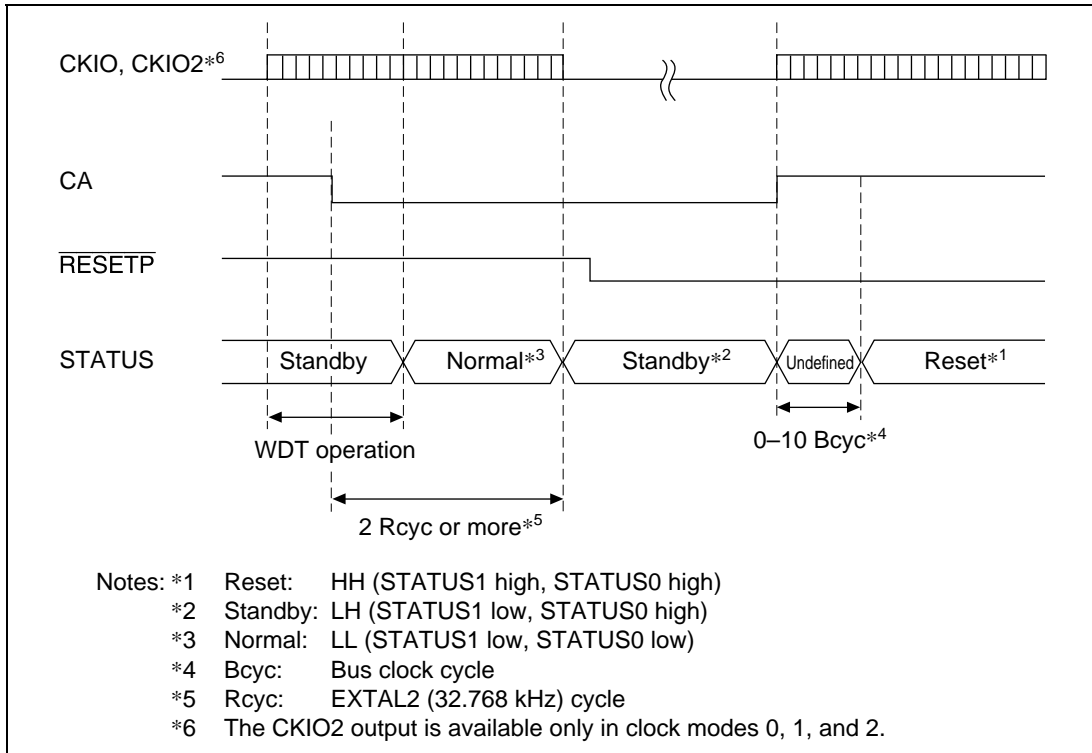 CKIO, CKIO2*6
CA
RESETP
STATUS
Standby
Normal*3
Standby*2
Undefined
Reset*1
WDT operation
0–10 Bcyc*4
2 Rcyc or more*5
Notes: *1 Reset: HH (STATUS1 high, STATUS0 high)
*2 Standby: LH (STATUS1 low, STATUS0 high)
*3 Normal: LL (STATUS1 low, STATUS0 low)
*4 Bcyc: Bus clock cycle
*5 Rcyc: EXTAL2 (32.768 kHz) cycle
*6 The CKIO2 output is available only in clock modes 0, 1, and 2.